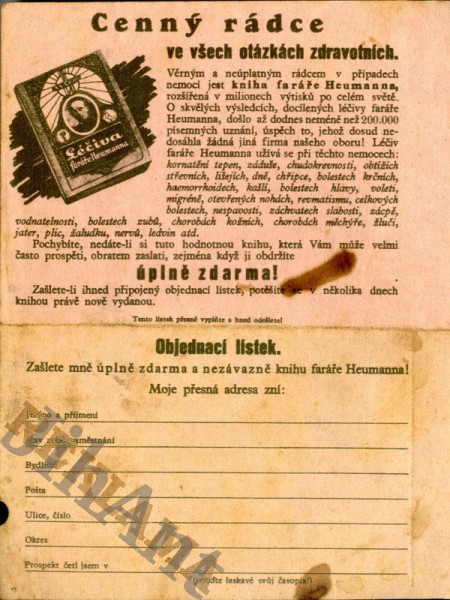 Cenný rádce
ve všech otázkách zdravotních.
Věrným a neúplatným rádcem v případech
nemocí jest kniha faráře Heumanna,
rozšířená v milionech výtisků po celém světě.
O skvělých výsledcích, docílených léčivy faráře
Heumanna, došlo až dodnes neméně než 200.000
písemných uznání, úspěch to, jehož dosud ne-
dosáhla žádná jiná firma našeho oboru! Léčiv
faráře Heumanna užívá se při těchto nemocech:
kornatění tepen, záduše, chudokrevnosti, obtížích
střevních, lišejích, dně, chřipce, bolestech krčních,
haemorrhoidech, kašli, bolestech hlavy, voleti,
migréně, otevřených nohách, revmatismu, celkových
bolestech, nespavosti, záchvatech slabosti, zácpě,
vodnatelnosti, bolestech zubů, chorobách kožních, chorobách měchýře, žlučí,
jater, plic, žaludku, nervů, ledvin atd.
Pochybíte, nedáte-li si tuto hodnotnou knihu, která Vám může velmi
často prospěti, obratem zaslati, zejména když ji obdržíte
úplně zdarma!
Zašlete-li ihned připojený objednací lístek, potěšíte se v několika dnech
knihou právě nově vydanou.
Tento lístek přesně vyplňte a hned odešlete!
Léčiva
faráře Heumanna
Objednací lístek.
Zašlete mně úplně zdarma a nezávazně knihu faráře Heumanna!
Moje přesná adresa zní:
Jméno a příjmení
Stav nebo zaměstnání
Bydliště
Pošta
Ulice, číslo
Okres
Prospekt četl jsem v
(uveďte laskavě svůj časopis!)
JihAnt